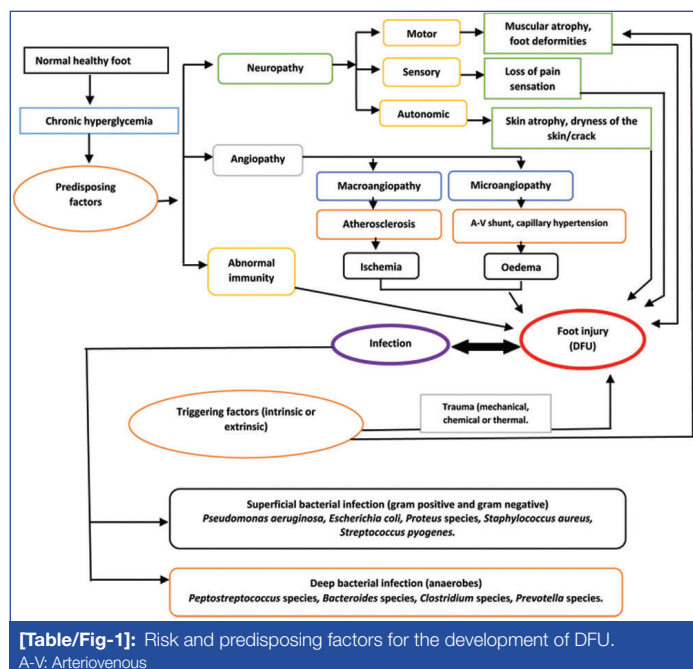 Normal healthy foot
Chronic hyperglycemia
Predisposing
factors
Neuropathy
Motor
Muscular atrophy,
foot deformities
Sensory
Loss of pain
sensation
Autonomic
Skin atrophy, dryness of the
skin/crack
Angiopathy
Macroangiopathy
Microangiopathy
Atherosclerosis
A-V shunt, capillary hypertension
Ischemia
Oedema
Abnormal
immunity
Infection
Foot injury
(DFU)
Triggering factors (intrinsic or
extrinsic)
Trauma (mechanical,
chemical or thermal.
Superficial bacterial infection (gram positive and gram negative)
Pseudomonas aeruginosa, Escherichia coli, Proteus species, Staphylococcus aureus,
Streptococcus pyogenes.
Deep bacterial infection (anaerobes)
Peptostreptococcus species, Bacteroides species, Clostridium species, Prevotella species.
[Table/Fig-1]: Risk and predisposing factors for the development of DFU.
A-V: Arteriovenous